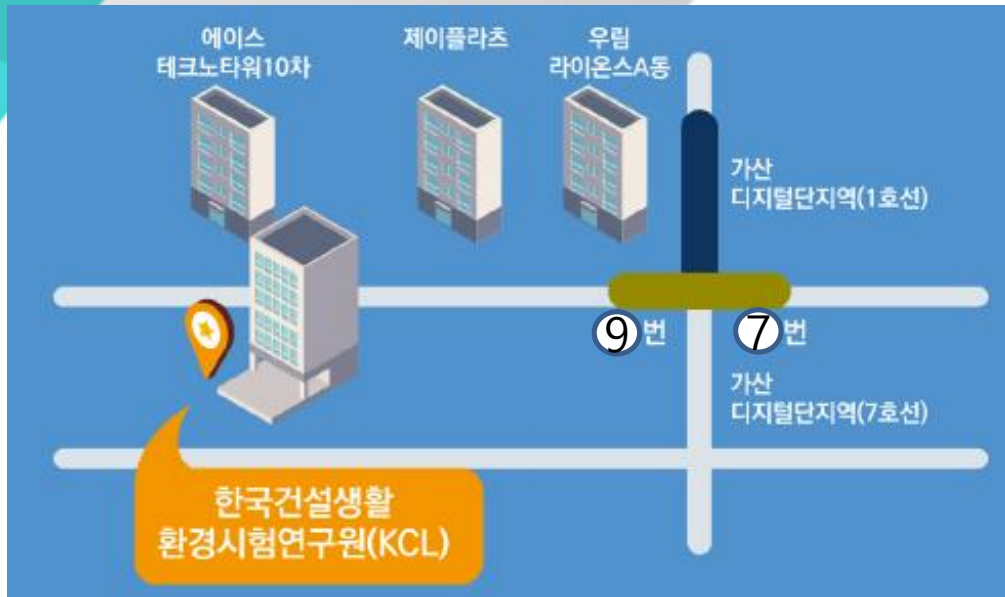 에이스
테크노타워10차
제이플라츠
우림
라이온스A동
가산
디지털단지역(1호선)
9번
7번
가산
디지털단지역(7호선)
한국건설생활
환경시험연구원(KCL)